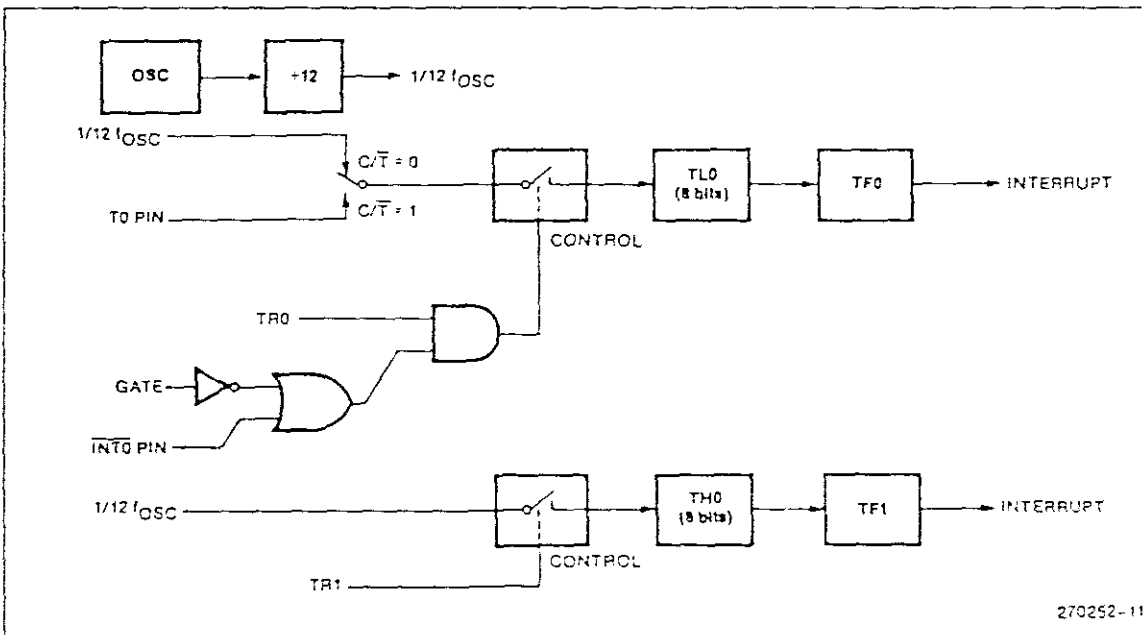 OSC
÷12
1/12 fOSC
1/12 fOSC
C/T̅ = 0
T0 PIN
C/T̅ = 1
CONTROL
TL0
(8 bits)
TF0
INTERRUPT
TR0
GATE
I̅N̅T̅0̅ PIN
1/12 fOSC
CONTROL
TH0
(8 bits)
TF1
INTERRUPT
TR1
270252-11